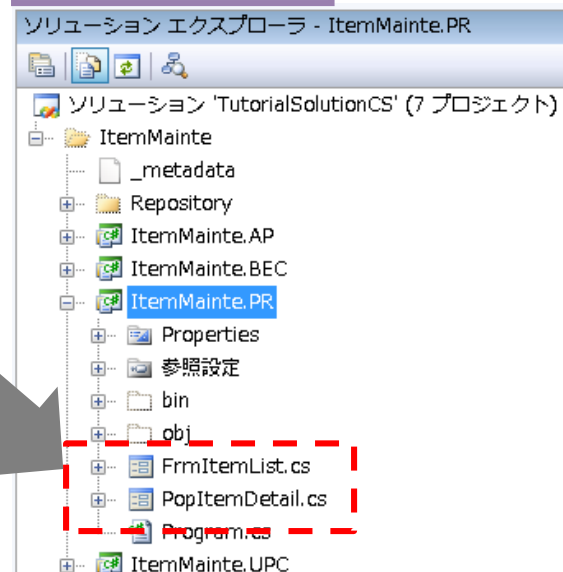 ソリューション エクスプローラ - ItemMainte.PR
ソリューション 'TutorialSolutionCS' (7 プロジェクト)
ItemMainte
_metadata
Repository
ItemMainte.AP
ItemMainte.BEC
ItemMainte.PR
Properties
参照設定
bin
obj
FrmItemList.cs
PopItemDetail.cs
Program.cs
ItemMainte.UPC